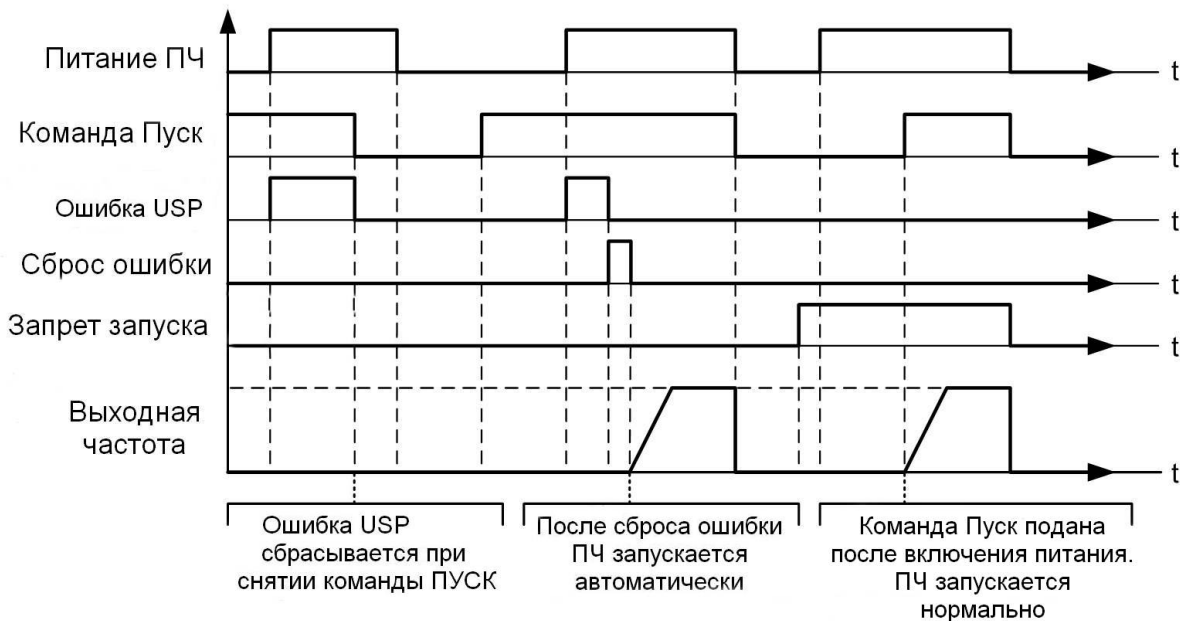 Питание ПЧ
t
Команда Пуск
t
Ошибка USP
t
Сброс ошибки
t
Запрет запуска
t
Выходная
частота
t
Ошибка USP
сбрасывается при
снятии команды ПУСК
После сброса ошибки
ПЧ запускается
автоматически
Команда Пуск подана
после включения питания.
ПЧ запускается
нормально